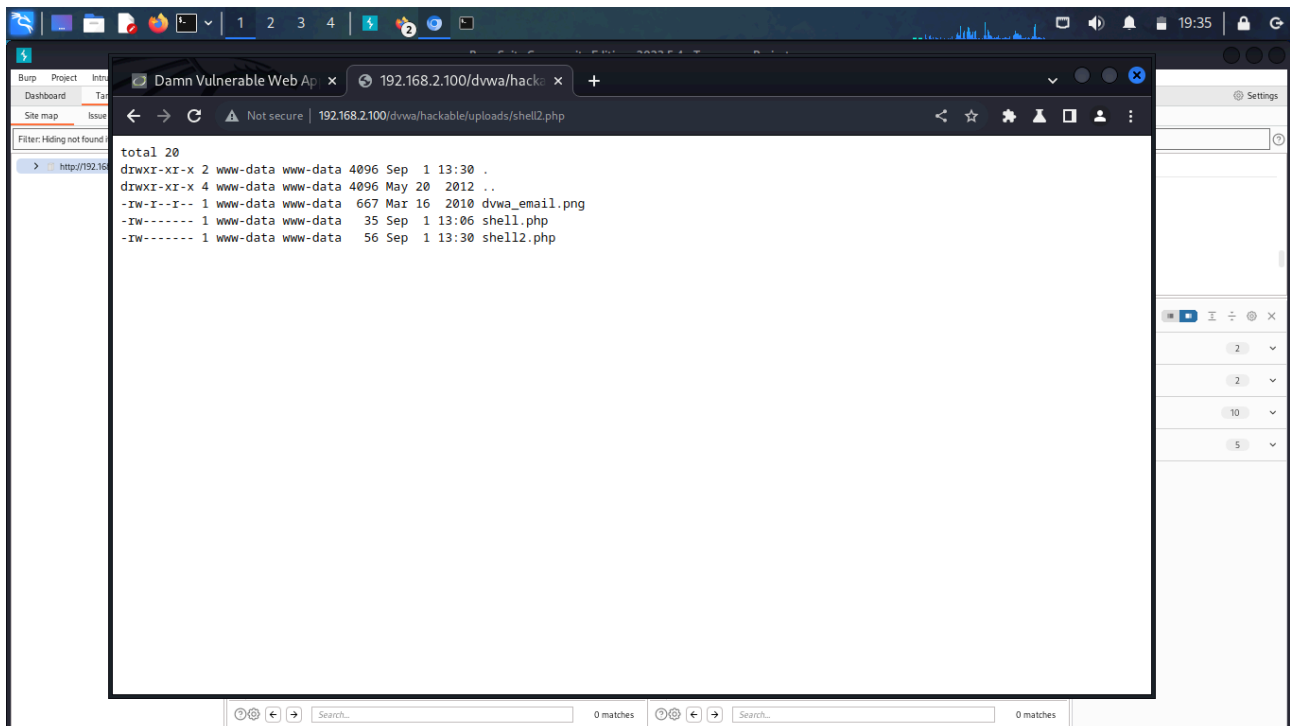 1 2 3 4 2 19:35
Burp Project Intru
Dashboard Tar Settings
Site map Issue
Filter: Hiding not found i
http://192.168
Damn Vulnerable Web Ap
192.168.2.100/dvwa/hacka
Not secure 192.168.2.100/dvwa/hackable/uploads/shell2.php
total 20
drwxr-xr-x 2 www-data www-data 4096 Sep  1 13:30 .
drwxr-xr-x 4 www-data www-data 4096 May 20  2012 ..
-rw-r--r-- 1 www-data www-data  667 Mar 16  2010 dvwa_email.png
-rw------- 1 www-data www-data   35 Sep  1 13:06 shell.php
-rw------- 1 www-data www-data   56 Sep  1 13:30 shell2.php
2
2
10
5
Search... 0 matches Search... 0 matches